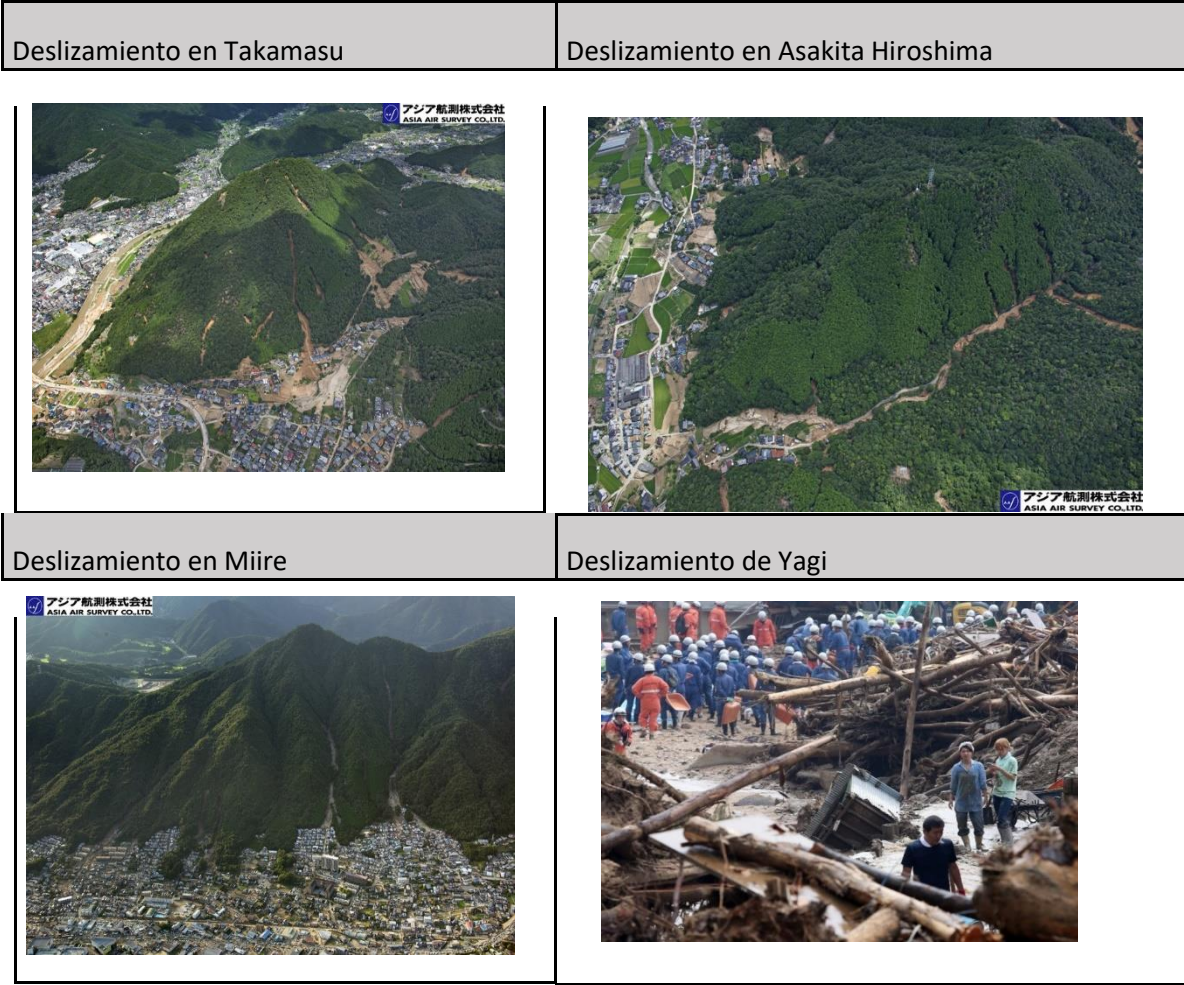 Deslizamiento en Takamasu
Deslizamiento en Asakita Hiroshima
アジア航測株式会社
ASIA AIR SURVEY CO.,LTD.
アジア航測株式会社
ASIA AIR SURVEY CO.,LTD.
Deslizamiento en Miire
Deslizamiento de Yagi
アジア航測株式会社
ASIA AIR SURVEY CO.,LTD.